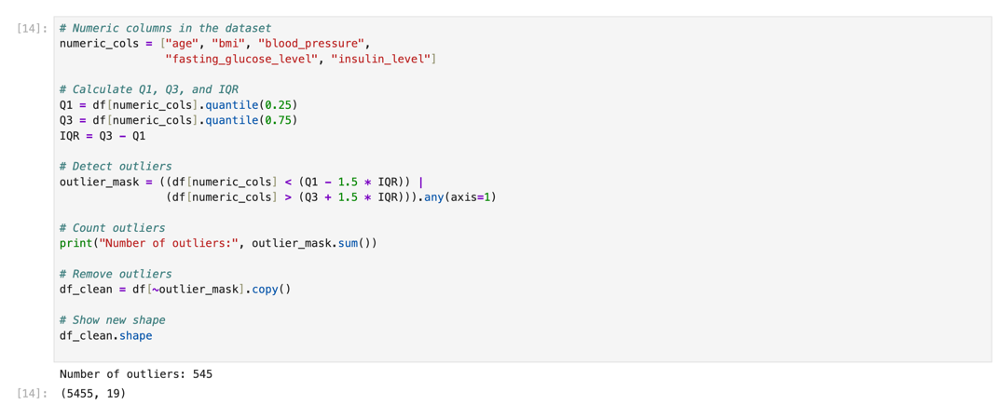 [14]: # Numeric columns in the dataset
numeric_cols = ["age", "bmi", "blood_pressure",
                "fasting_glucose_level", "insulin_level"]

# Calculate Q1, Q3, and IQR
Q1 = df[numeric_cols].quantile(0.25)
Q3 = df[numeric_cols].quantile(0.75)
IQR = Q3 - Q1

# Detect outliers
outlier_mask = ((df[numeric_cols] < (Q1 - 1.5 * IQR)) |
                (df[numeric_cols] > (Q3 + 1.5 * IQR))).any(axis=1)

# Count outliers
print("Number of outliers:", outlier_mask.sum())

# Remove outliers
df_clean = df[~outlier_mask].copy()

# Show new shape
df_clean.shape

Number of outliers: 545
[14]: (5455, 19)